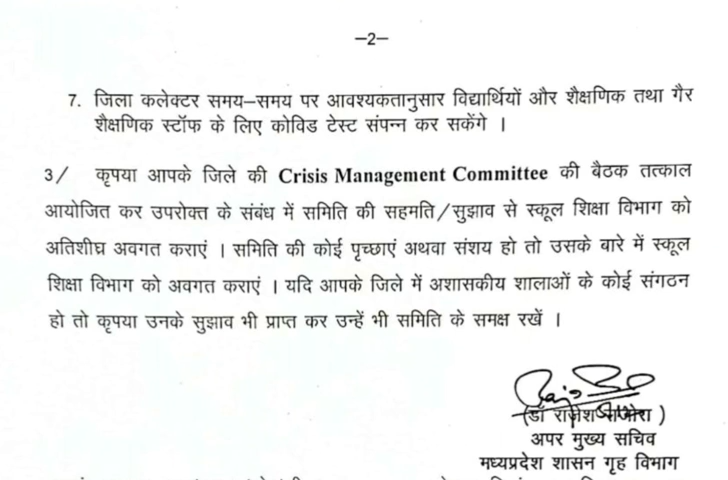 –2–
7. जिला कलेक्टर समय–समय पर आवश्यकतानुसार विद्यार्थियों और शैक्षणिक तथा गैर
शैक्षणिक स्टॉफ के लिए कोविड टेस्ट संपन्न कर सकेंगे ।
3/ कृपया आपके जिले की Crisis Management Committee की बैठक तत्काल
आयोजित कर उपरोक्त के संबंध में समिति की सहमति/सुझाव से स्कूल शिक्षा विभाग को
अतिशीघ्र अवगत कराएं । समिति की कोई पृच्छाएं अथवा संशय हो तो उसके बारे में स्कूल
शिक्षा विभाग को अवगत कराएं । यदि आपके जिले में अशासकीय शालाओं के कोई संगठन
हो तो कृपया उनके सुझाव भी प्राप्त कर उन्हें भी समिति के समक्ष रखें ।
(डॉ राजेश राजोरा )
अपर मुख्य सचिव
मध्यप्रदेश शासन गृह विभाग